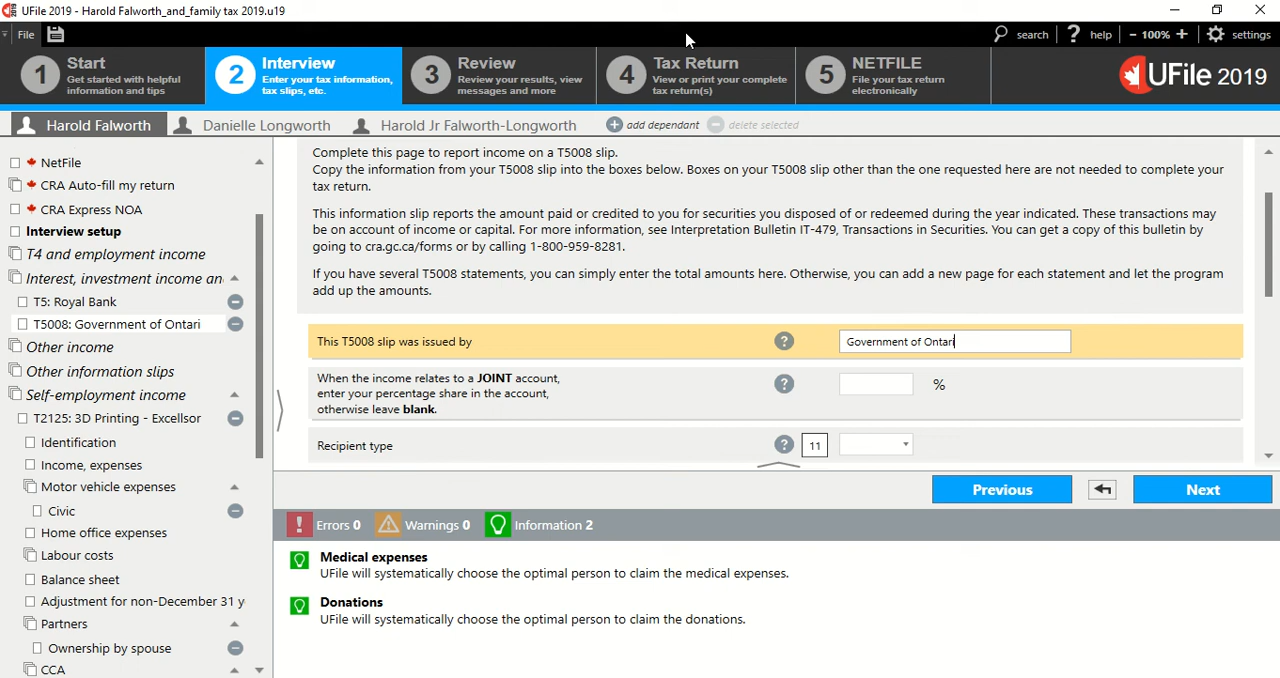 UFile 2019 - Harold Falworth_and_family tax 2019.u19
File
search help - 100% + settings
1 Start
Get started with helpful
information and tips
2 Interview
Enter your tax information,
tax slips, etc.
3 Review
Review your results, view
messages and more
4 Tax Return
View or print your complete
tax return(s)
5 NETFILE
File your tax return
electronically
UFile 2019
Harold Falworth
Danielle Longworth
Harold Jr Falworth-Longworth
add dependant
delete selected
NetFile
CRA Auto-fill my return
CRA Express NOA
Interview setup
T4 and employment income
Interest, investment income an
T5: Royal Bank
T5008: Government of Ontari
Other income
Other information slips
Self-employment income
T2125: 3D Printing - Excellsor
Identification
Income, expenses
Motor vehicle expenses
Civic
Home office expenses
Labour costs
Balance sheet
Adjustment for non-December 31 y
Partners
Ownership by spouse
CCA
Complete this page to report income on a T5008 slip.
Copy the information from your T5008 slip into the boxes below. Boxes on your T5008 slip other than the one requested here are not needed to complete your
tax return.
This information slip reports the amount paid or credited to you for securities you disposed of or redeemed during the year indicated. These transactions may
be on account of income or capital. For more information, see Interpretation Bulletin IT-479, Transactions in Securities. You can get a copy of this bulletin by
going to cra.gc.ca/forms or by calling 1-800-959-8281.
If you have several T5008 statements, you can simply enter the total amounts here. Otherwise, you can add a new page for each statement and let the program
add up the amounts.
This T5008 slip was issued by ? Government of Ontari
When the income relates to a JOINT account,
enter your percentage share in the account, ? %
otherwise leave blank.
Recipient type ? 11
Previous
Next
Errors 0 Warnings 0 Information 2
Medical expenses
UFile will systematically choose the optimal person to claim the medical expenses.
Donations
UFile will systematically choose the optimal person to claim the donations.